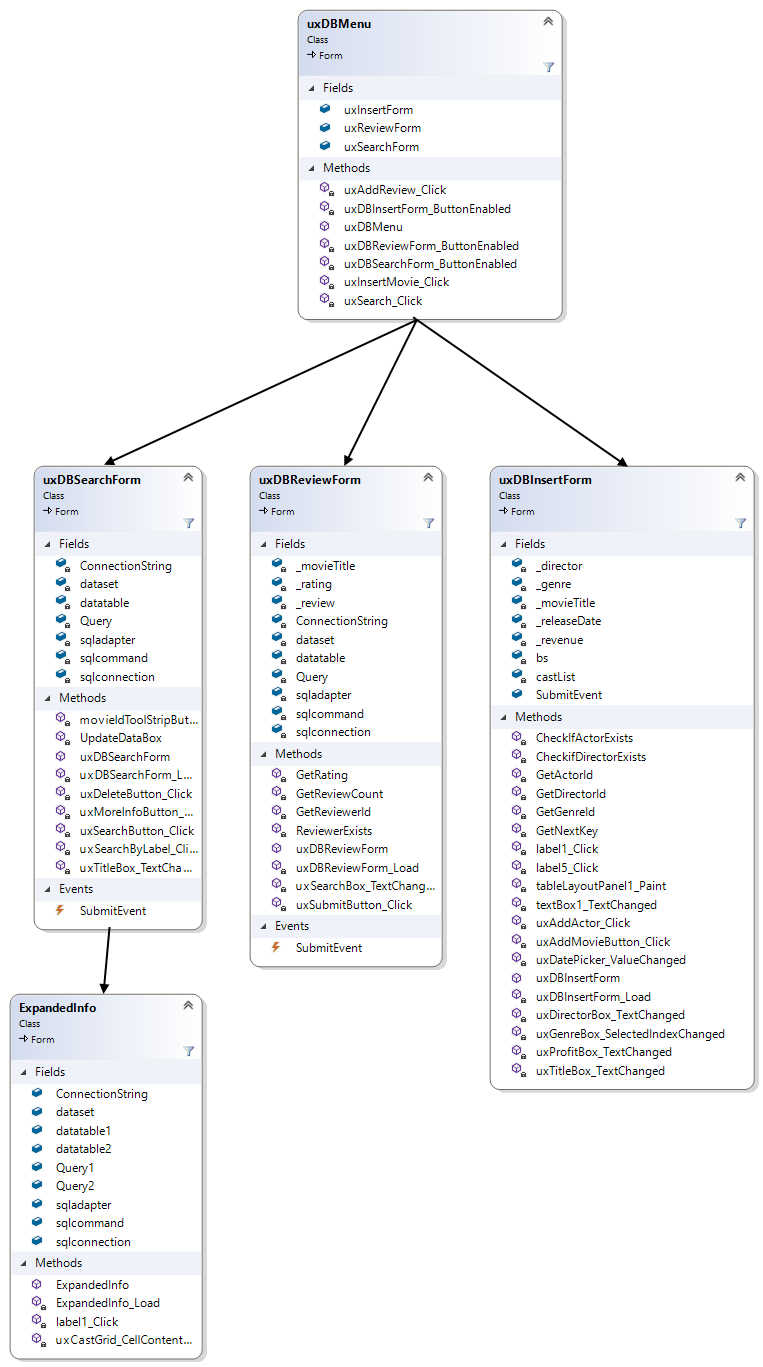 uxDBMenu
Class
Form
Fields
uxInsertForm
uxReviewForm
uxSearchForm
Methods
uxAddReview_Click
uxDBInsertForm_ButtonEnabled
uxDBMenu
uxDBReviewForm_ButtonEnabled
uxDBSearchForm_ButtonEnabled
uxInsertMovie_Click
uxSearch_Click
uxDBSearchForm
Class
Form
Fields
ConnectionString
dataset
datatable
Query
sqladapter
sqlcommand
sqlconnection
Methods
movieIdToolStripBut...
UpdateDataBox
uxDBSearchForm
uxDBSearchForm_L...
uxDeleteButton_Click
uxMoreInfoButton_...
uxSearchButton_Click
uxSearchByLabel_Cli...
uxTitleBox_TextCha...
Events
SubmitEvent
uxDBReviewForm
Class
Form
Fields
_movieTitle
_rating
_review
ConnectionString
dataset
datatable
Query
sqladapter
sqlcommand
sqlconnection
Methods
GetRating
GetReviewCount
GetReviewerId
ReviewerExists
uxDBReviewForm
uxDBReviewForm_Load
uxSearchBox_TextChang...
uxSubmitButton_Click
Events
SubmitEvent
uxDBInsertForm
Class
Form
Fields
_director
_genre
_movieTitle
_releaseDate
_revenue
bs
castList
SubmitEvent
Methods
CheckIfActorExists
CheckifDirectorExists
GetActorId
GetDirectorId
GetGenreId
GetNextKey
label1_Click
label5_Click
tableLayoutPanel1_Paint
textBox1_TextChanged
uxAddActor_Click
uxAddMovieButton_Click
uxDatePicker_ValueChanged
uxDBInsertForm
uxDBInsertForm_Load
uxDirectorBox_TextChanged
uxGenreBox_SelectedIndexChanged
uxProfitBox_TextChanged
uxTitleBox_TextChanged
ExpandedInfo
Class
Form
Fields
ConnectionString
dataset
datatable1
datatable2
Query1
Query2
sqladapter
sqlcommand
sqlconnection
Methods
ExpandedInfo
ExpandedInfo_Load
label1_Click
uxCastGrid_CellContent...